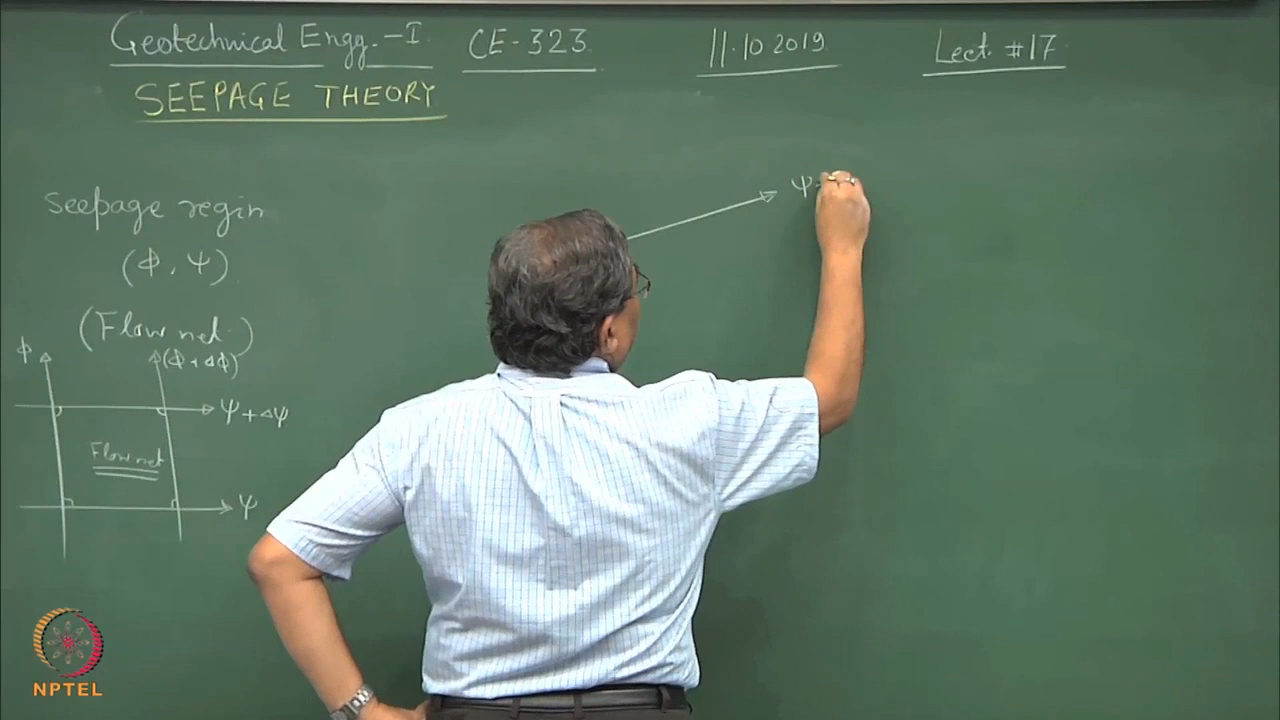 Geotechnical Engg.-I CE-323 11.10 2019 Lect. #17
SEEPAGE THEORY
Seepage regin
(Φ, Ψ)
(Flow net)
Φ (Φ + ΔΦ)
Ψ + ΔΨ
Flow net
Ψ
Ψ
NPTEL